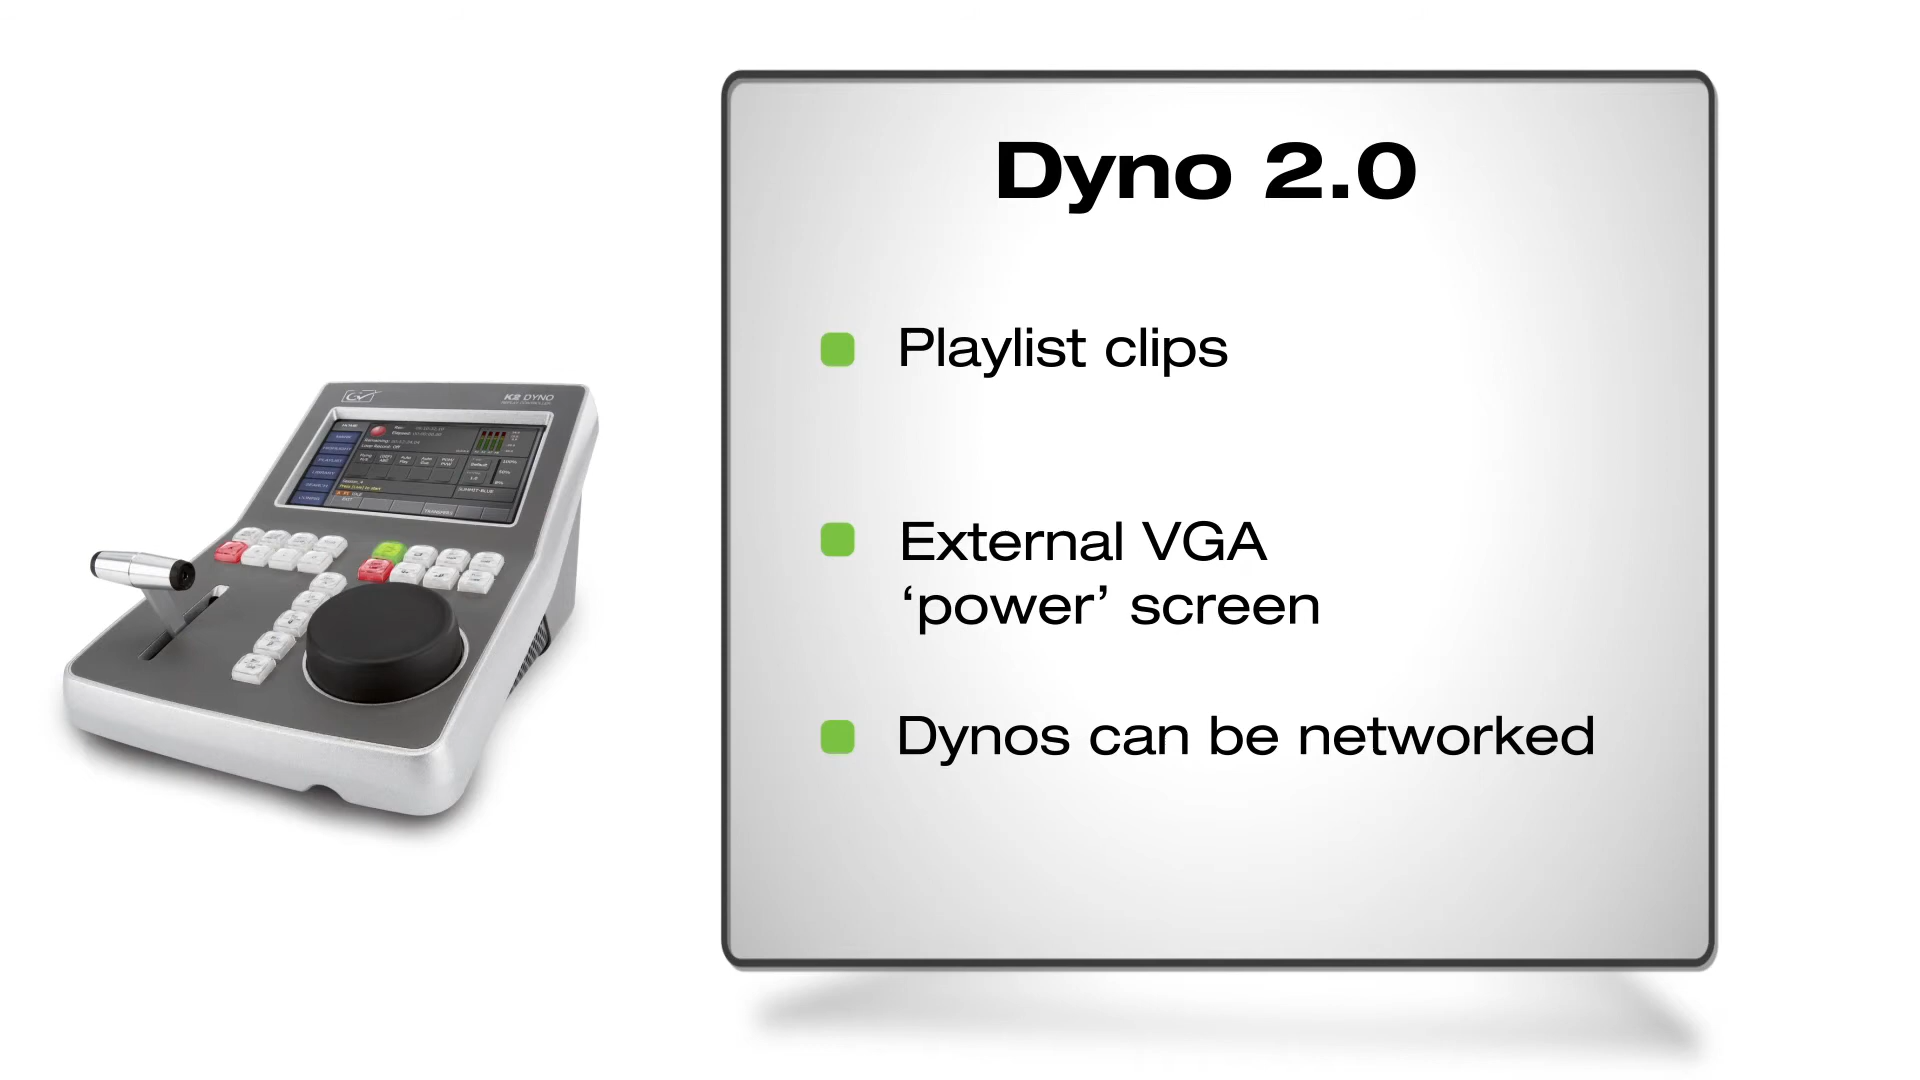 Dyno 2.0
Playlist clips
External VGA
‘power’ screen
Dynos can be networked
K2 DYNO